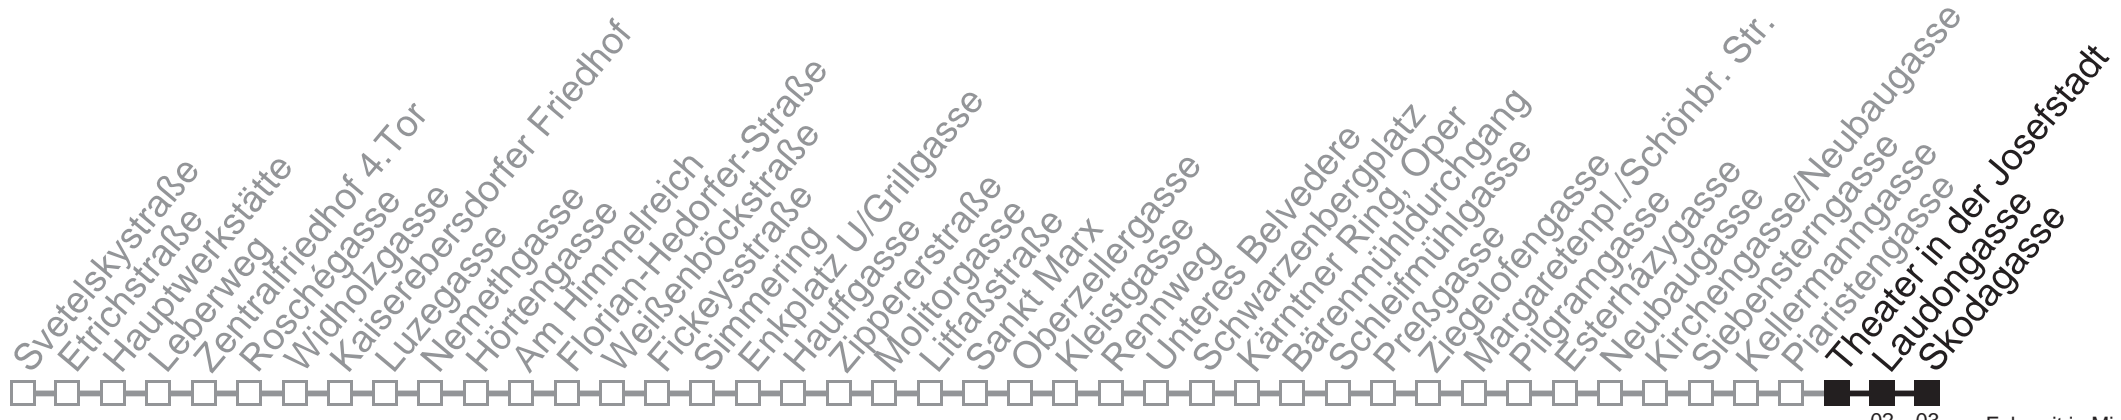 Svetelskystraße
Etrichstraße
Hauptwerkstätte
Leberweg
Zentralfriedhof 4.Tor
Roschégasse
Widholzgasse
Kaiserebersdorfer Friedhof
Luzegasse
Nemethgasse
Hörtengasse
Am Himmelreich
Florian-Hedorfer-Straße
Weißenböckstraße
Fickeysstraße
Simmering
Enkplatz U/Grillgasse
Hauffgasse
Zippererstraße
Molitorgasse
Litfaßstraße
Sankt Marx
Oberzellergasse
Kleistgasse
Rennweg
Unteres Belvedere
Schwarzenbergplatz
Kärntner Ring, Oper
Bärenmühldurchgang
Schleifmühlgasse
Preßgasse
Ziegelofengasse
Margaretenpl./Schönbr. Str.
Pilgramgasse
Esterházygasse
Neubaugasse
Kirchengasse/Neubaugasse
Siebensterngasse
Kellermanngasse
Piaristengasse
Theater in der Josefstadt
Laudongasse
Skodagasse
02 03